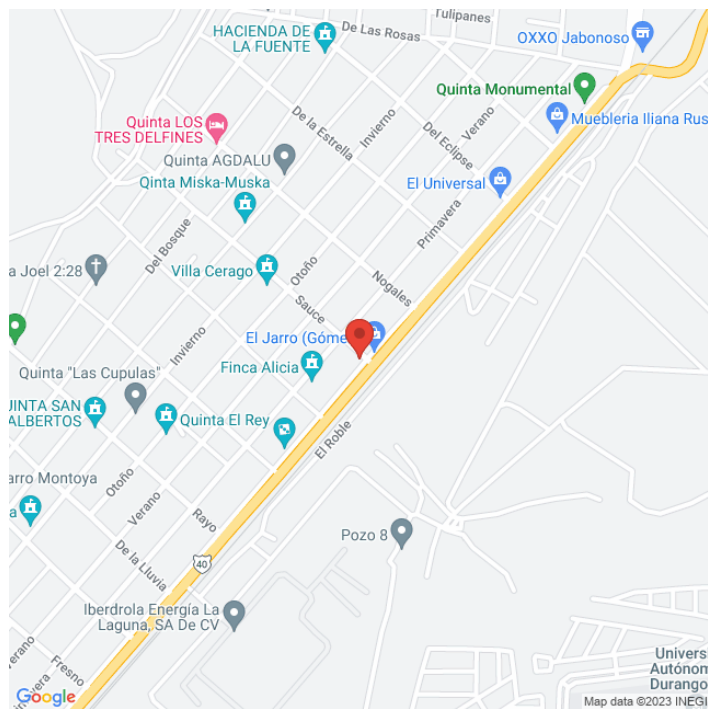 Tulipanes
HACIENDA DE
LA FUENTE
De Las Rosas
OXXO Jabonoso
Quinta Monumental
Quinta LOS
TRES DELFINES
De la Estrella
Invierno
Verano
Muebleria Iliana Rus
Del Eclipse
Quinta AGDALU
Qinta Miska-Muska
El Universal
Primavera
Del Bosque
a Joel 2:28
Villa Cerago
Otoño
Nogales
Sauce
Invierno
El Jarro (Góme
Finca Alicia
Quinta "Las Cupulas"
UINTA SAN
ALBERTOS
Quinta El Rey
El Roble
arro Montoya
Otoño
Verano
Rayo
a
Pozo 8
De la Lluvia
40
Iberdrola Energía La
Laguna, SA De CV
erano
Fresno
Univers
Autónom
Durango
Google
vera
Map data ©2023 INEGI